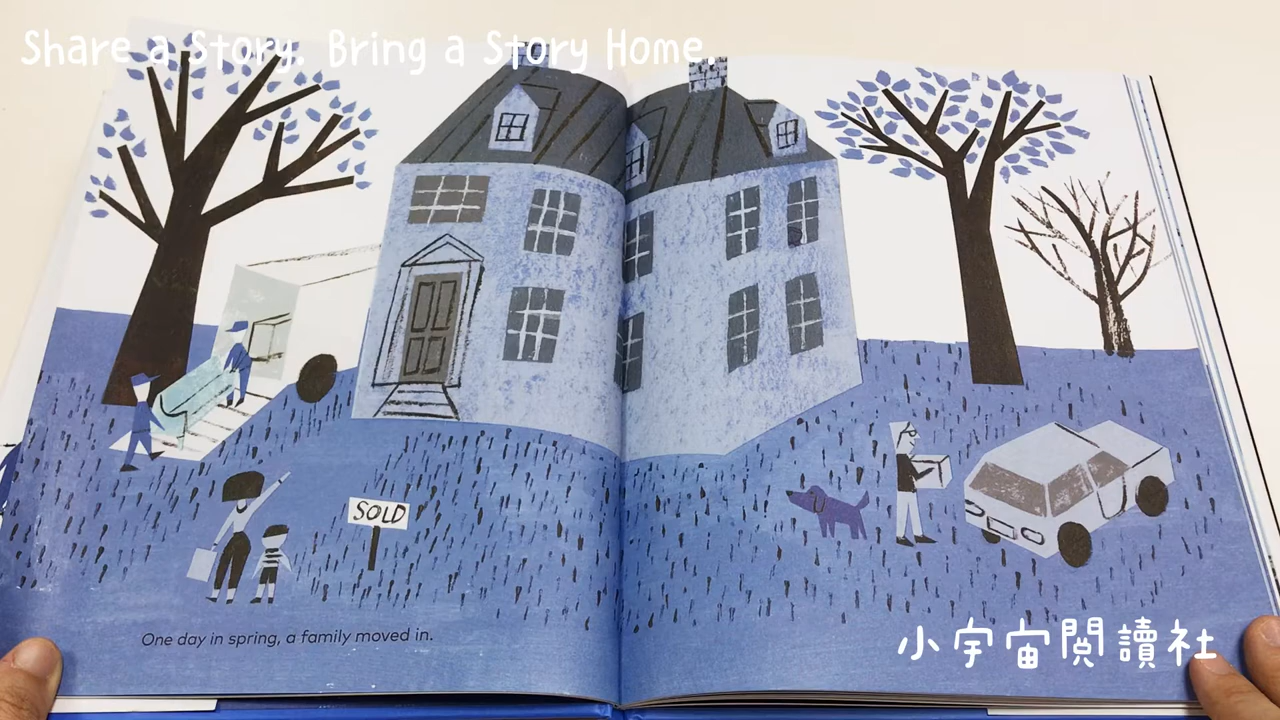 Share a Story. Bring a Story Home.
SOLD
One day in spring, a family moved in.
小宇宙閱讀社